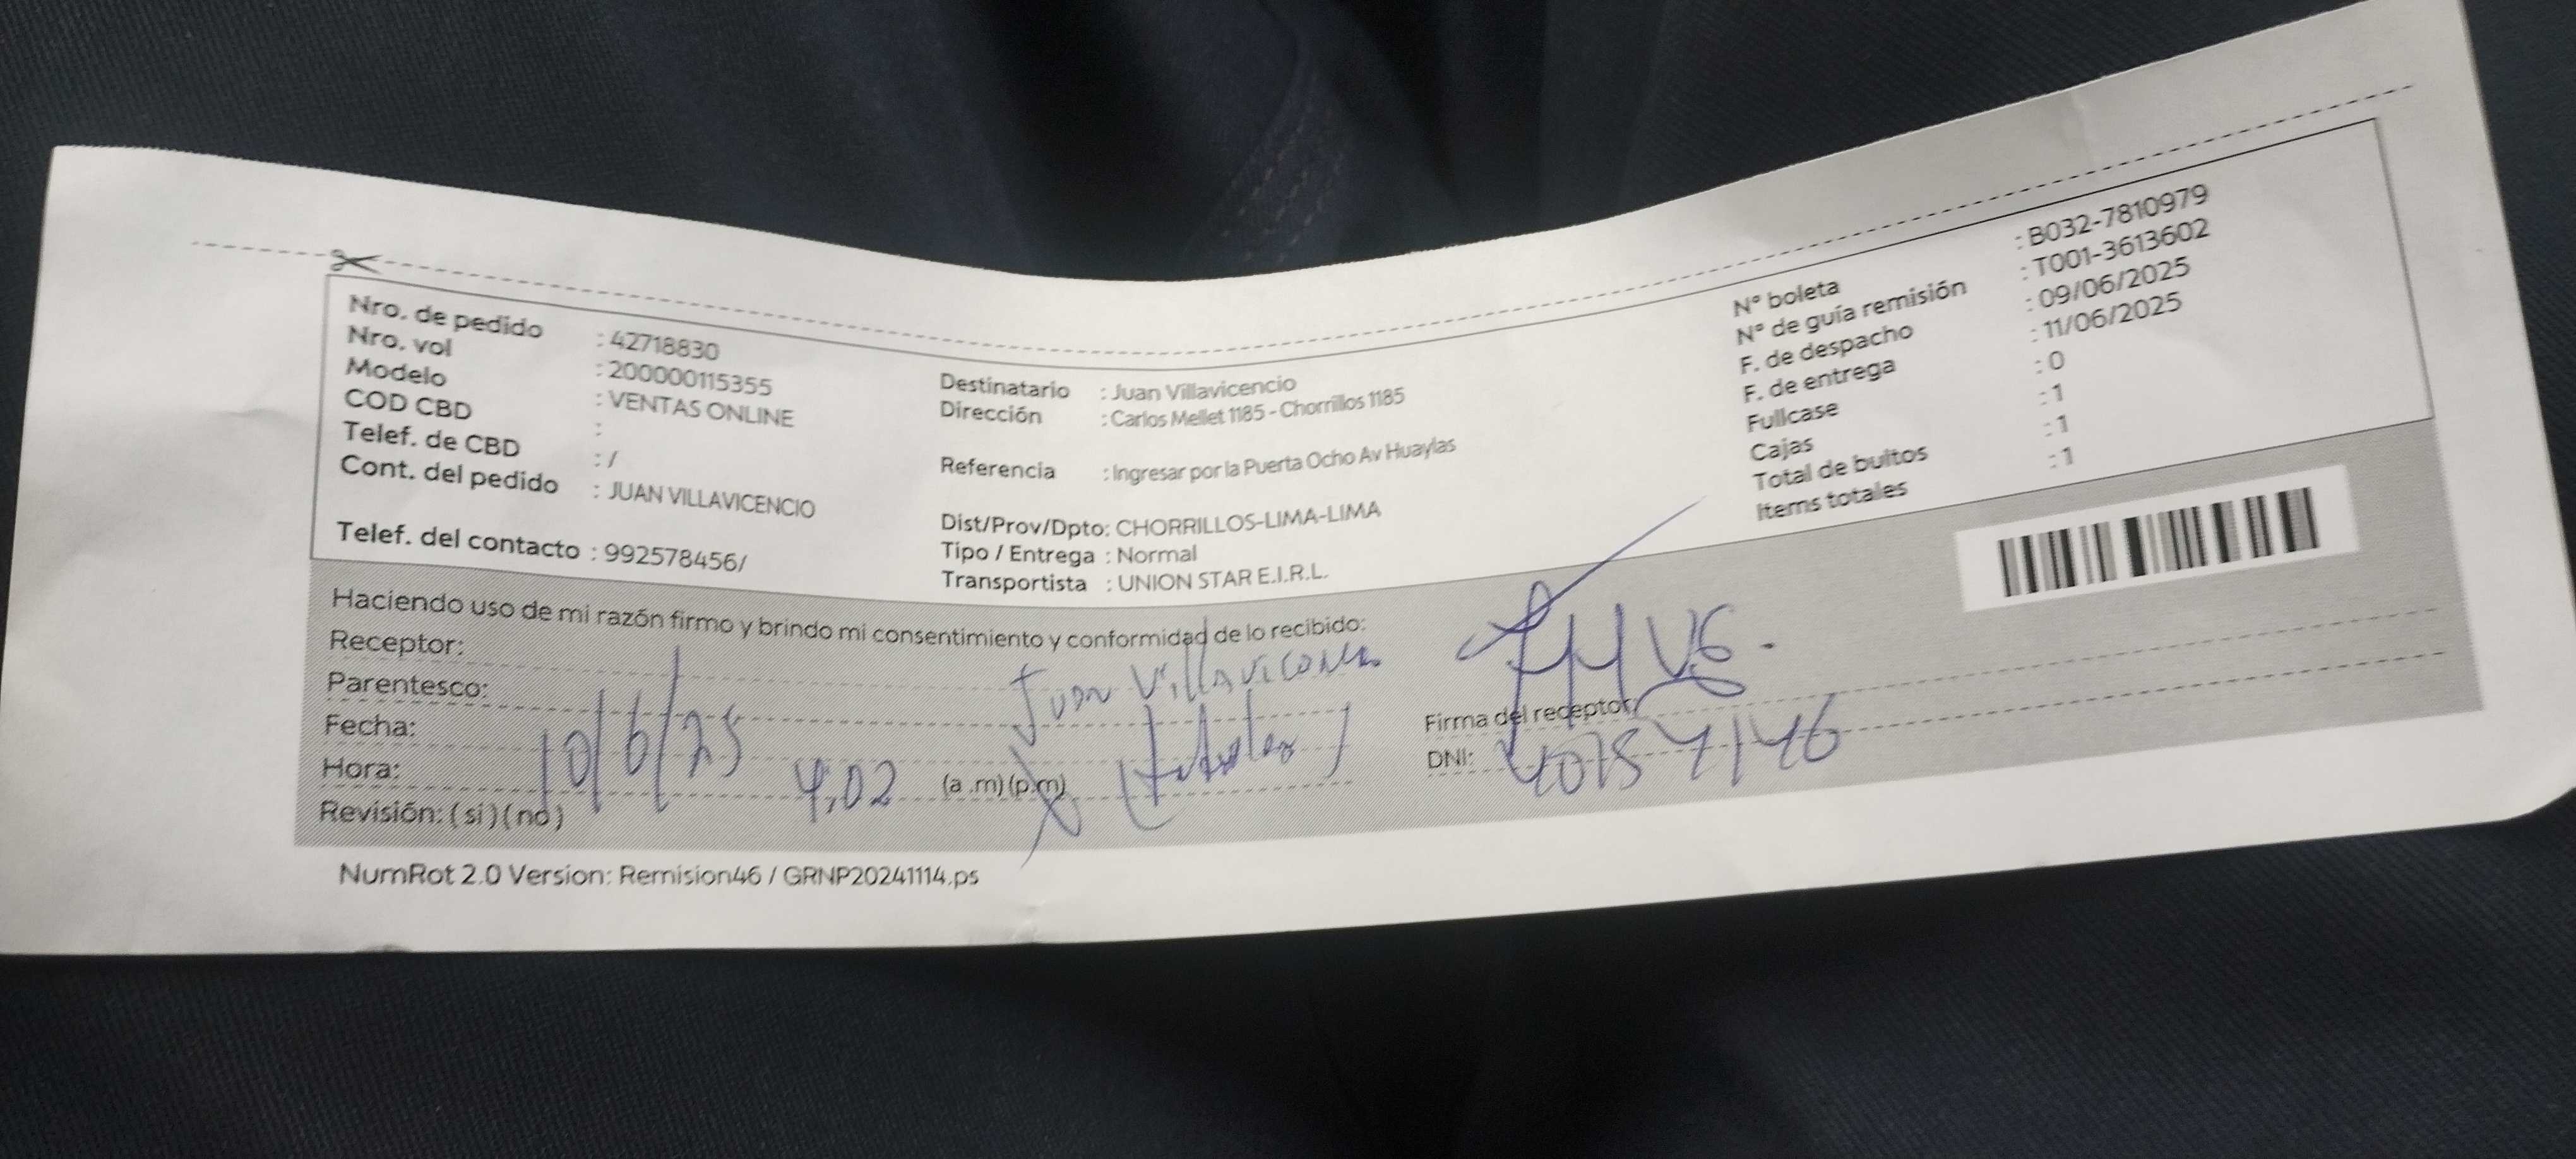 Nro. de pedido : 42718830
Nro. vol : 200000115355
Modelo : VENTAS ONLINE
COD CBD :
Telef. de CBD : /
Cont. del pedido : JUAN VILLAVICENCIO
Telef. del contacto : 992578456/
Destinatario : Juan Villavicencio
Dirección : Carlos Mellet 1185 - Chorrillos 1185
Referencia : Ingresar por la Puerta Ocho Av Huaylas
Dist/Prov/Dpto: CHORRILLOS-LIMA-LIMA
Tipo / Entrega : Normal
Transportista : UNION STAR E.I.R.L.
N° boleta : B032-7810979
N° de guía remisión : T001-3613602
F. de despacho : 09/06/2025
F. de entrega : 11/06/2025
Fullcase : 0
Cajas : 1
Total de bultos : 1
Items totales : 1
Haciendo uso de mi razón firmo y brindo mi consentimiento y conformidad de lo recibido:
Receptor: Juan Villavicencio
Parentesco: (titular)
Fecha: 10/6/25
Hora: 4,02 (a .m) (p.m)
Revisión: (si) (no)
Firma del receptor
DNI:
NumRot 2.0 Version: Remision46 / GRNP20241114.ps